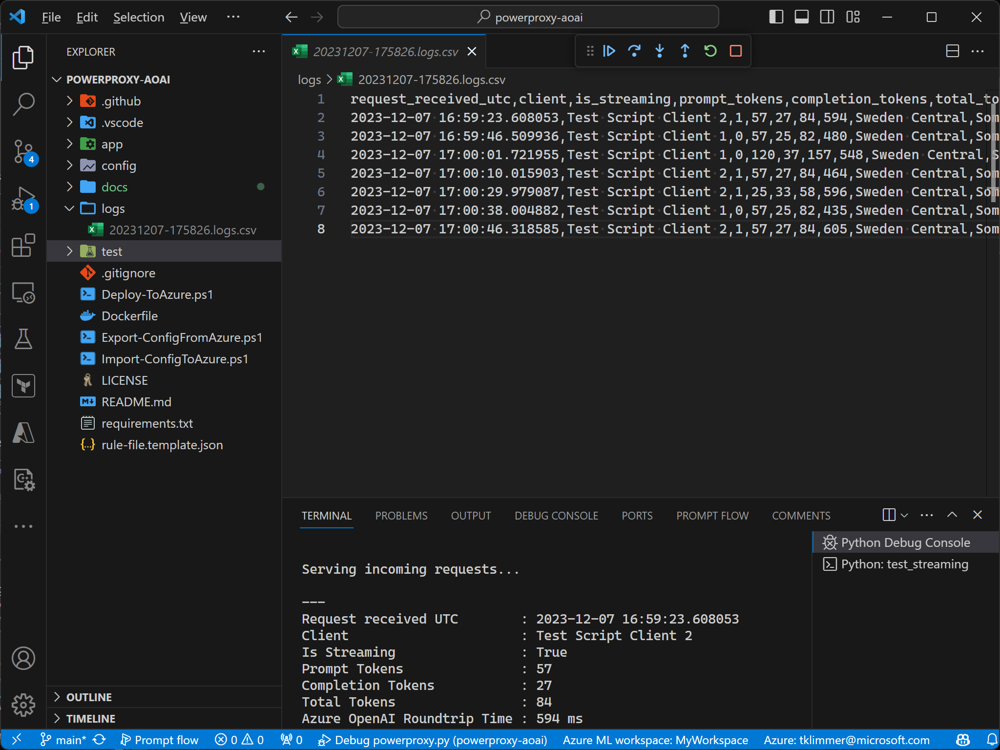 File Edit Selection View ··· powerproxy-aoai
EXPLORER
POWERPROXY-AOAI
.github
.vscode
app
config
docs
logs
20231207-175826.logs.csv
test
.gitignore
Deploy-ToAzure.ps1
Dockerfile
Export-ConfigFromAzure.ps1
Import-ConfigToAzure.ps1
LICENSE
README.md
requirements.txt
rule-file.template.json
OUTLINE
TIMELINE
4
1
20231207-175826.logs.csv
logs > 20231207-175826.logs.csv
1 request_received_utc,client,is_streaming,prompt_tokens,completion_tokens,total_to
2 2023-12-07 16:59:23.608053,Test Script Client 2,1,57,27,84,594,Sweden Central,Som
3 2023-12-07 16:59:46.509936,Test Script Client 1,0,57,25,82,480,Sweden Central,Som
4 2023-12-07 17:00:01.721955,Test Script Client 1,0,120,37,157,548,Sweden Central,S
5 2023-12-07 17:00:10.015903,Test Script Client 2,1,57,27,84,464,Sweden Central,Som
6 2023-12-07 17:00:29.979087,Test Script Client 2,1,25,33,58,596,Sweden Central,Som
7 2023-12-07 17:00:38.004882,Test Script Client 1,0,57,25,82,435,Sweden Central,Som
8 2023-12-07 17:00:46.318585,Test Script Client 2,1,57,27,84,605,Sweden Central,Som
TERMINAL PROBLEMS OUTPUT DEBUG CONSOLE PORTS PROMPT FLOW COMMENTS
Serving incoming requests...
---
Request received UTC : 2023-12-07 16:59:23.608053
Client : Test Script Client 2
Is Streaming : True
Prompt Tokens : 57
Completion Tokens : 27
Total Tokens : 84
Azure OpenAI Roundtrip Time : 594 ms
Python Debug Console
Python: test_streaming
main* Prompt flow 0 0 0 Debug powerproxy.py (powerproxy-aoai) Azure ML workspace: MyWorkspace Azure: tklimmer@microsoft.com